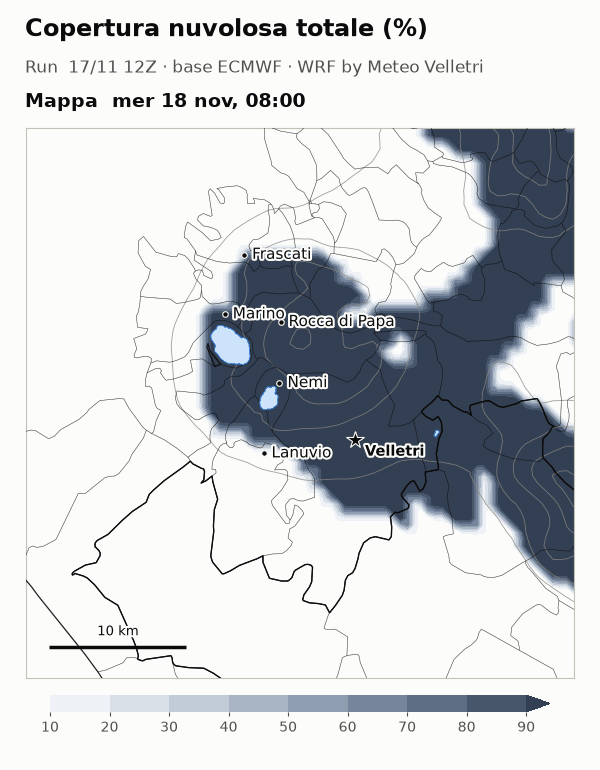 Copertura nuvolosa totale (%)
Run 17/11 12Z · base ECMWF · WRF by Meteo Velletri
Mappa mer 18 nov, 08:00
Frascati
Marino
Rocca di Papa
Nemi
Velletri
Lanuvio
10 km
10 20 30 40 50 60 70 80 90